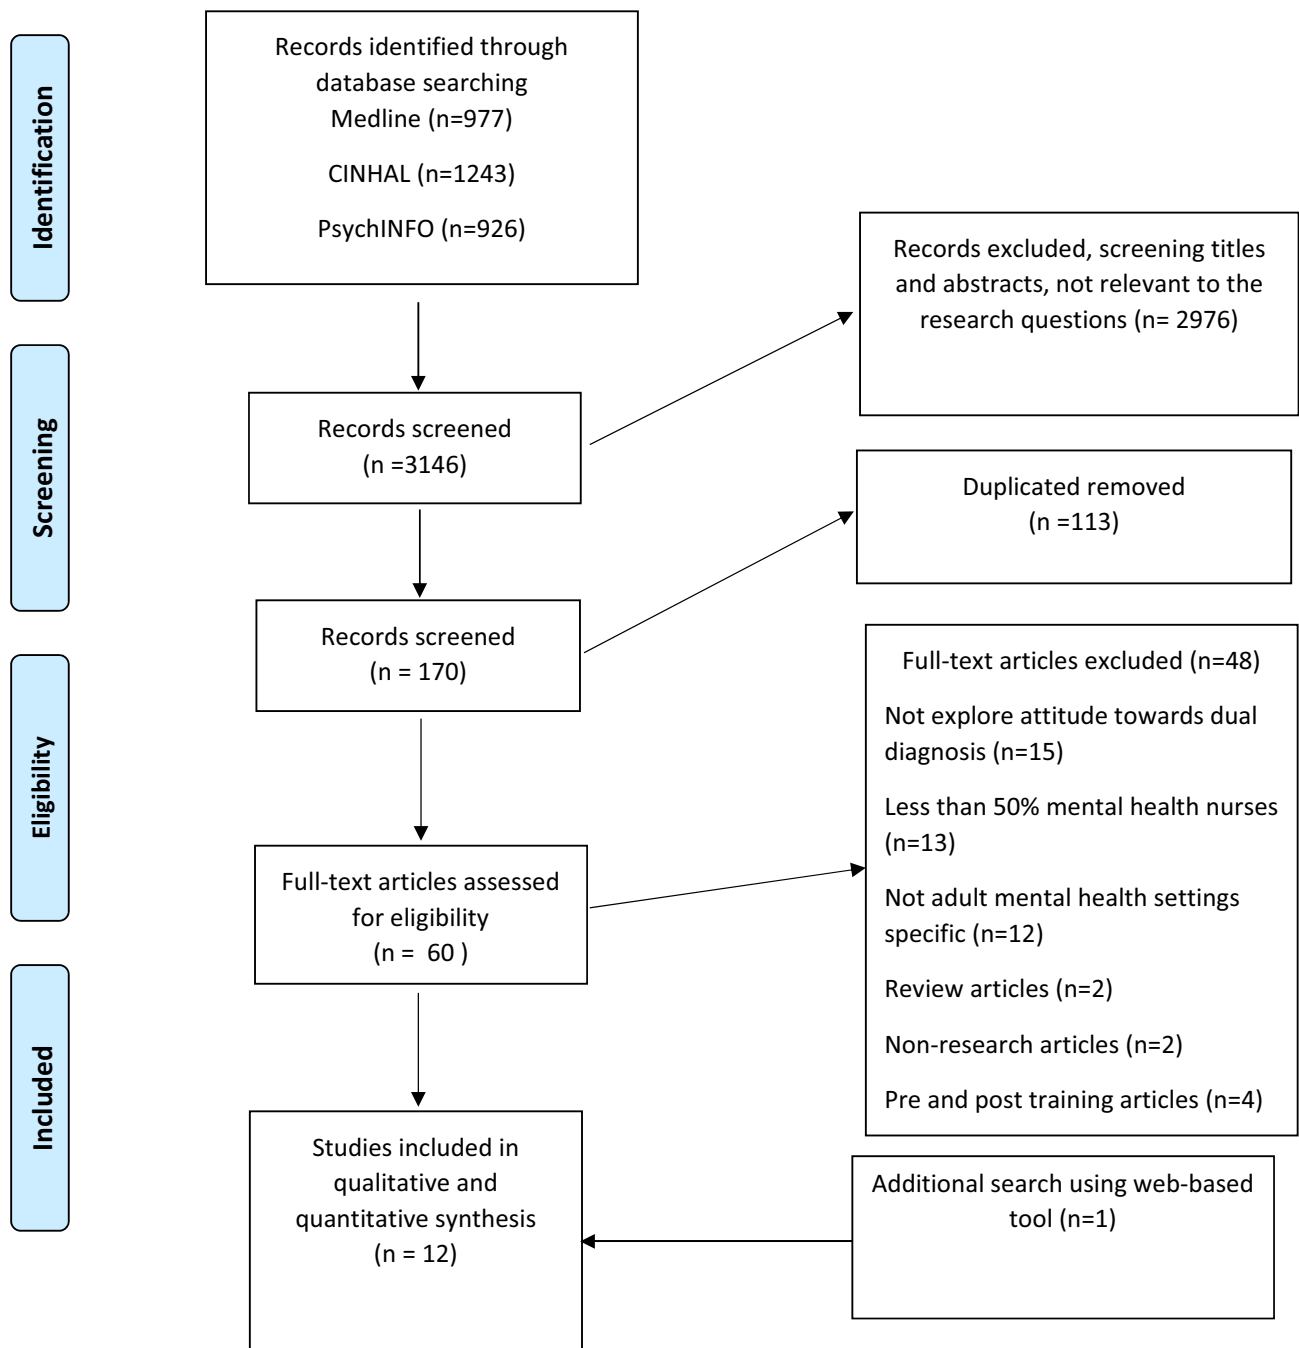 Identification
Records identified through
database searching
Medline (n=977)
CINHAL (n=1243)
PsychINFO (n=926)
Records excluded, screening titles
and abstracts, not relevant to the
research questions (n= 2976)
Screening
Records screened
(n =3146)
Duplicated removed
(n =113)
Records screened
(n = 170)
Eligibility
Full-text articles excluded (n=48)
Not explore attitude towards dual
diagnosis (n=15)
Less than 50% mental health nurses
(n=13)
Not adult mental health settings
specific (n=12)
Review articles (n=2)
Non-research articles (n=2)
Pre and post training articles (n=4)
Full-text articles assessed
for eligibility
(n =  60 )
Included
Studies included in
qualitative and
quantitative synthesis
(n = 12)
Additional search using web-based
tool (n=1)